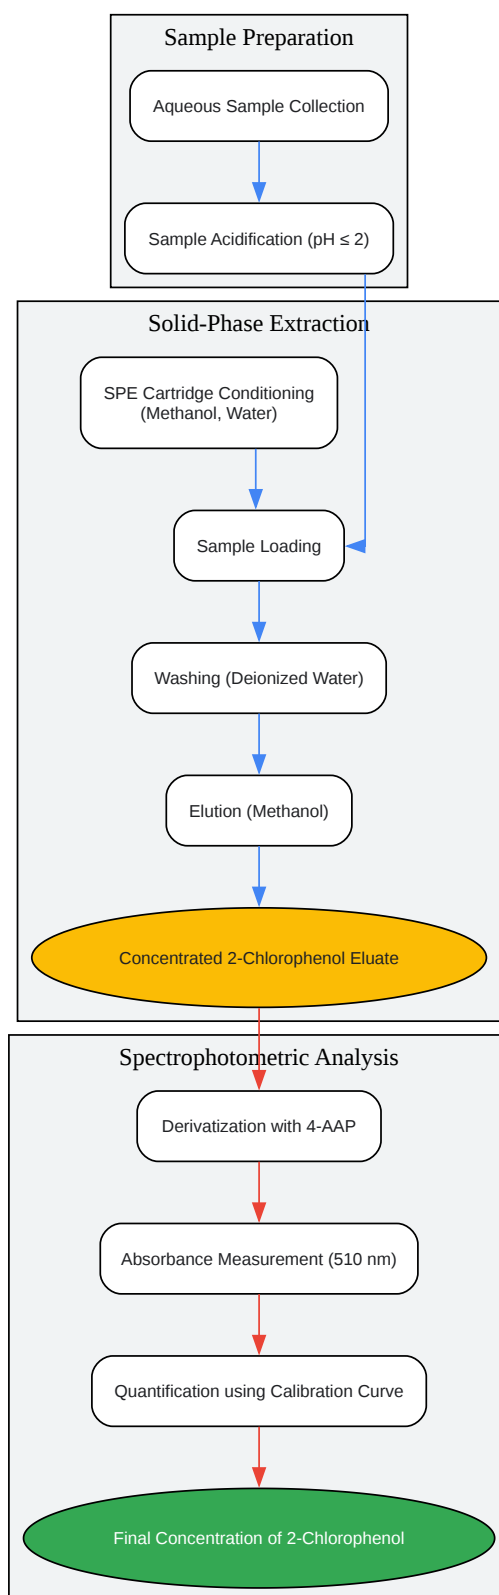 Sample Preparation
Aqueous Sample Collection
Sample Acidification (pH ≤ 2)
Solid-Phase Extraction
SPE Cartridge Conditioning
(Methanol, Water)
Sample Loading
Washing (Deionized Water)
Elution (Methanol)
Concentrated 2-Chlorophenol Eluate
Spectrophotometric Analysis
Derivatization with 4-AAP
Absorbance Measurement (510 nm)
Quantification using Calibration Curve
Final Concentration of 2-Chlorophenol